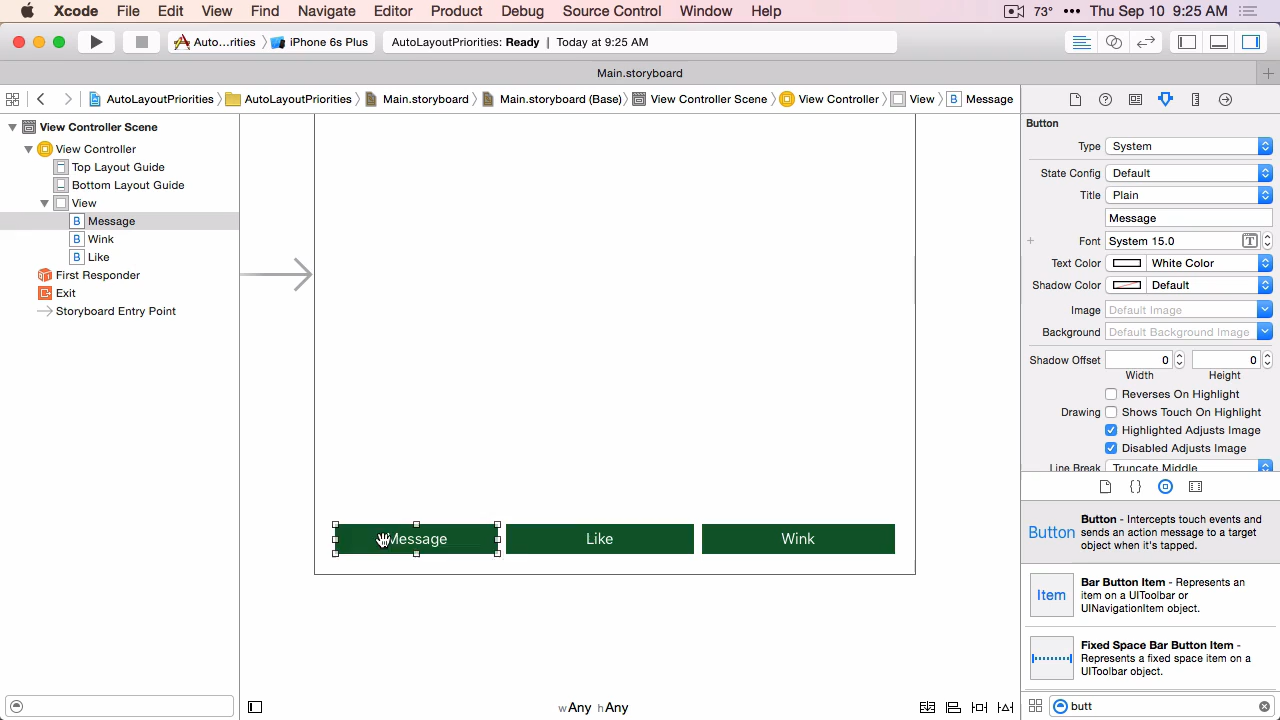 Xcode File Edit View Find Navigate Editor Product Debug Source Control Window Help 73° ••• Thu Sep 10 9:25 AM
Auto...rities iPhone 6s Plus AutoLayoutPriorities: Ready | Today at 9:25 AM
Main.storyboard
AutoLayoutPriorities AutoLayoutPriorities Main.storyboard Main.storyboard (Base) View Controller Scene View Controller View B Message
View Controller Scene
View Controller
Top Layout Guide
Bottom Layout Guide
View
B Message
B Wink
B Like
First Responder
Exit
Storyboard Entry Point
Message Like Wink
wAny hAny
Button
Type System
State Config Default
Title Plain
Message
Font System 15.0 T
Text Color White Color
Shadow Color Default
Image Default Image
Background Default Background Image
Shadow Offset 0 0
Width Height
Reverses On Highlight
Drawing Shows Touch On Highlight
Highlighted Adjusts Image
Disabled Adjusts Image
Line Break Truncate Middle
Button Button - Intercepts touch events and
sends an action message to a target
object when it's tapped.
Item Bar Button Item - Represents an
item on a UIToolbar or
UINavigationItem object.
Fixed Space Bar Button Item -
Represents a fixed space item on a
UIToolbar object.
butt